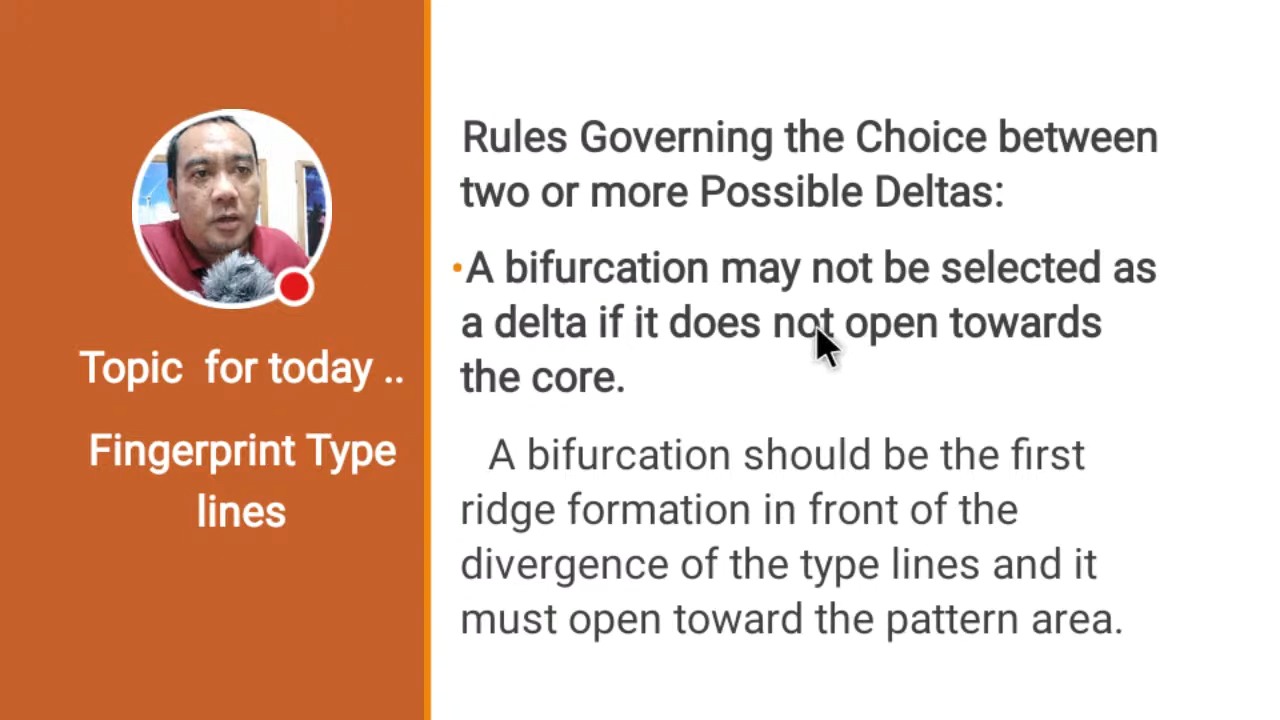 Topic for today ..
Fingerprint Type
lines
Rules Governing the Choice between
two or more Possible Deltas:
•A bifurcation may not be selected as
a delta if it does not open towards
the core.
A bifurcation should be the first
ridge formation in front of the
divergence of the type lines and it
must open toward the pattern area.